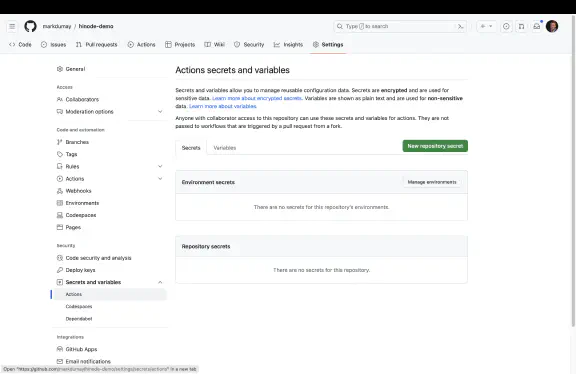 markdumay / hinode-demo
Type / to search
Code Issues Pull requests Actions Projects Wiki Security Insights Settings
General
Access
Collaborators
Moderation options
Code and automation
Branches
Tags
Rules
Actions
Webhooks
Environments
Codespaces
Pages
Security
Code security and analysis
Deploy keys
Secrets and variables
Actions
Codespaces
Dependabot
Integrations
GitHub Apps
Email notifications
Actions secrets and variables
Secrets and variables allow you to manage reusable configuration data. Secrets are encrypted and are used for
sensitive data. Learn more about encrypted secrets. Variables are shown as plain text and are used for non-sensitive
data. Learn more about variables.
Anyone with collaborator access to this repository can use these secrets and variables for actions. They are not
passed to workflows that are triggered by a pull request from a fork.
Secrets Variables New repository secret
Environment secrets Manage environments
There are no secrets for this repository's environments.
Repository secrets
There are no secrets for this repository.
Open "https://github.com/markdumay/hinode-demo/settings/secrets/actions" in a new tab